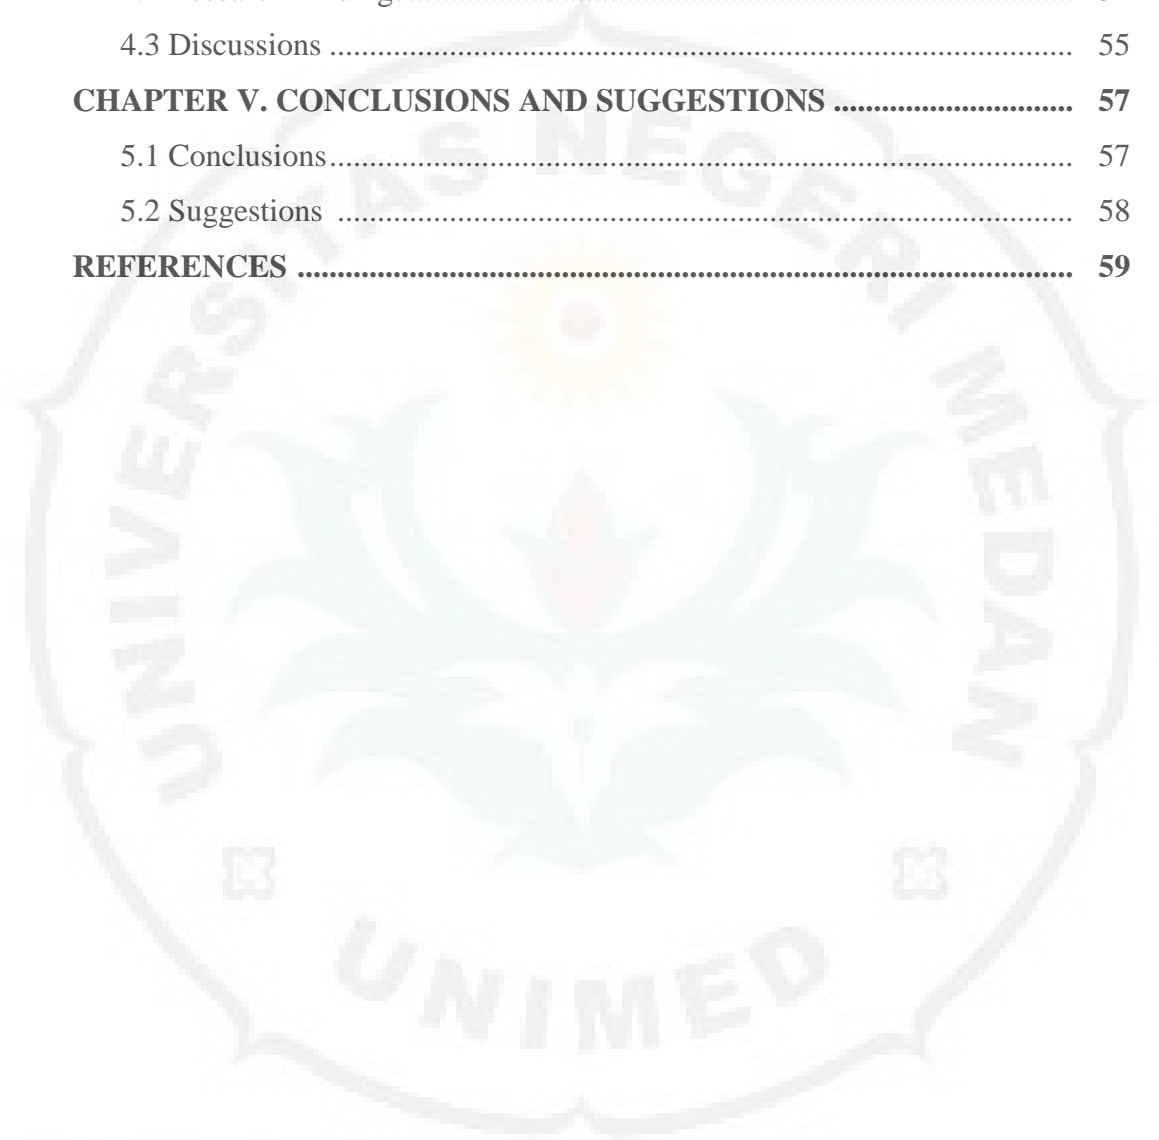 4.3 Discussions ............................................................................................. 55
CHAPTER V. CONCLUSIONS AND SUGGESTIONS .............................. 57
5.1 Conclusions ............................................................................................. 57
5.2 Suggestions ............................................................................................ 58
REFERENCES ................................................................................................. 59
UNIVERSITAS NEGERI MEDAN
UNIMED